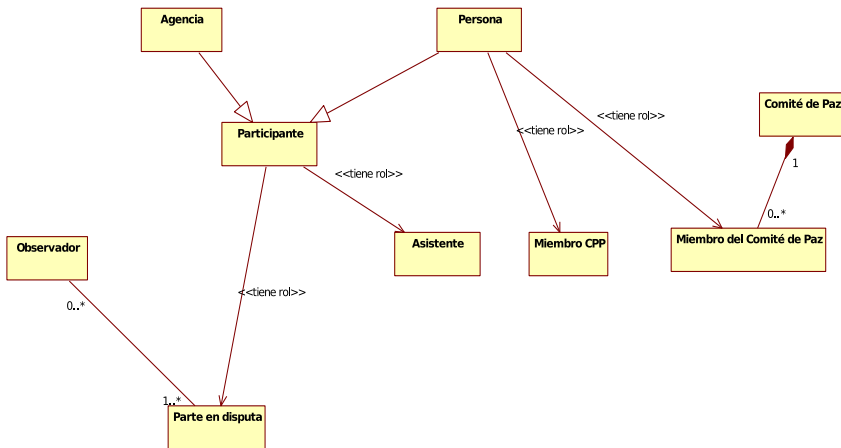 Agencia
Persona
Comité de Paz
<<tiene rol>>
<<tiene rol>>
Participante
1
<<tiene rol>>
0..*
Observador
Asistente
Miembro CPP
Miembro del Comité de Paz
<<tiene rol>>
0..*
1..*
Parte en disputa